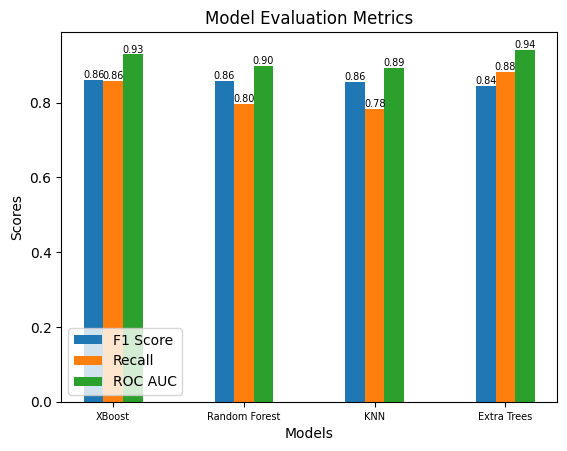 Model Evaluation Metrics
Scores
0.8
0.6
0.4
0.2
0.0
0.86
0.86
0.93
0.86
0.80
0.90
0.86
0.78
0.89
0.84
0.88
0.94
F1 Score
Recall
ROC AUC
XBoost
Random Forest
KNN
Extra Trees
Models